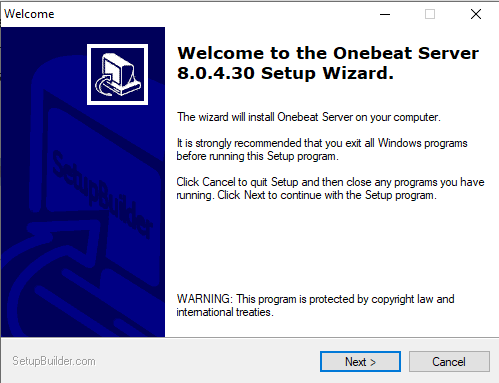 Welcome
Welcome to the Onebeat Server
8.0.4.30 Setup Wizard.
The wizard will install Onebeat Server on your computer.
It is strongly recommended that you exit all Windows programs
before running this Setup program.
Click Cancel to quit Setup and then close any programs you have
running. Click Next to continue with the Setup program.
SetupBuilder
WARNING: This program is protected by copyright law and
international treaties.
SetupBuilder.com
Next >
Cancel